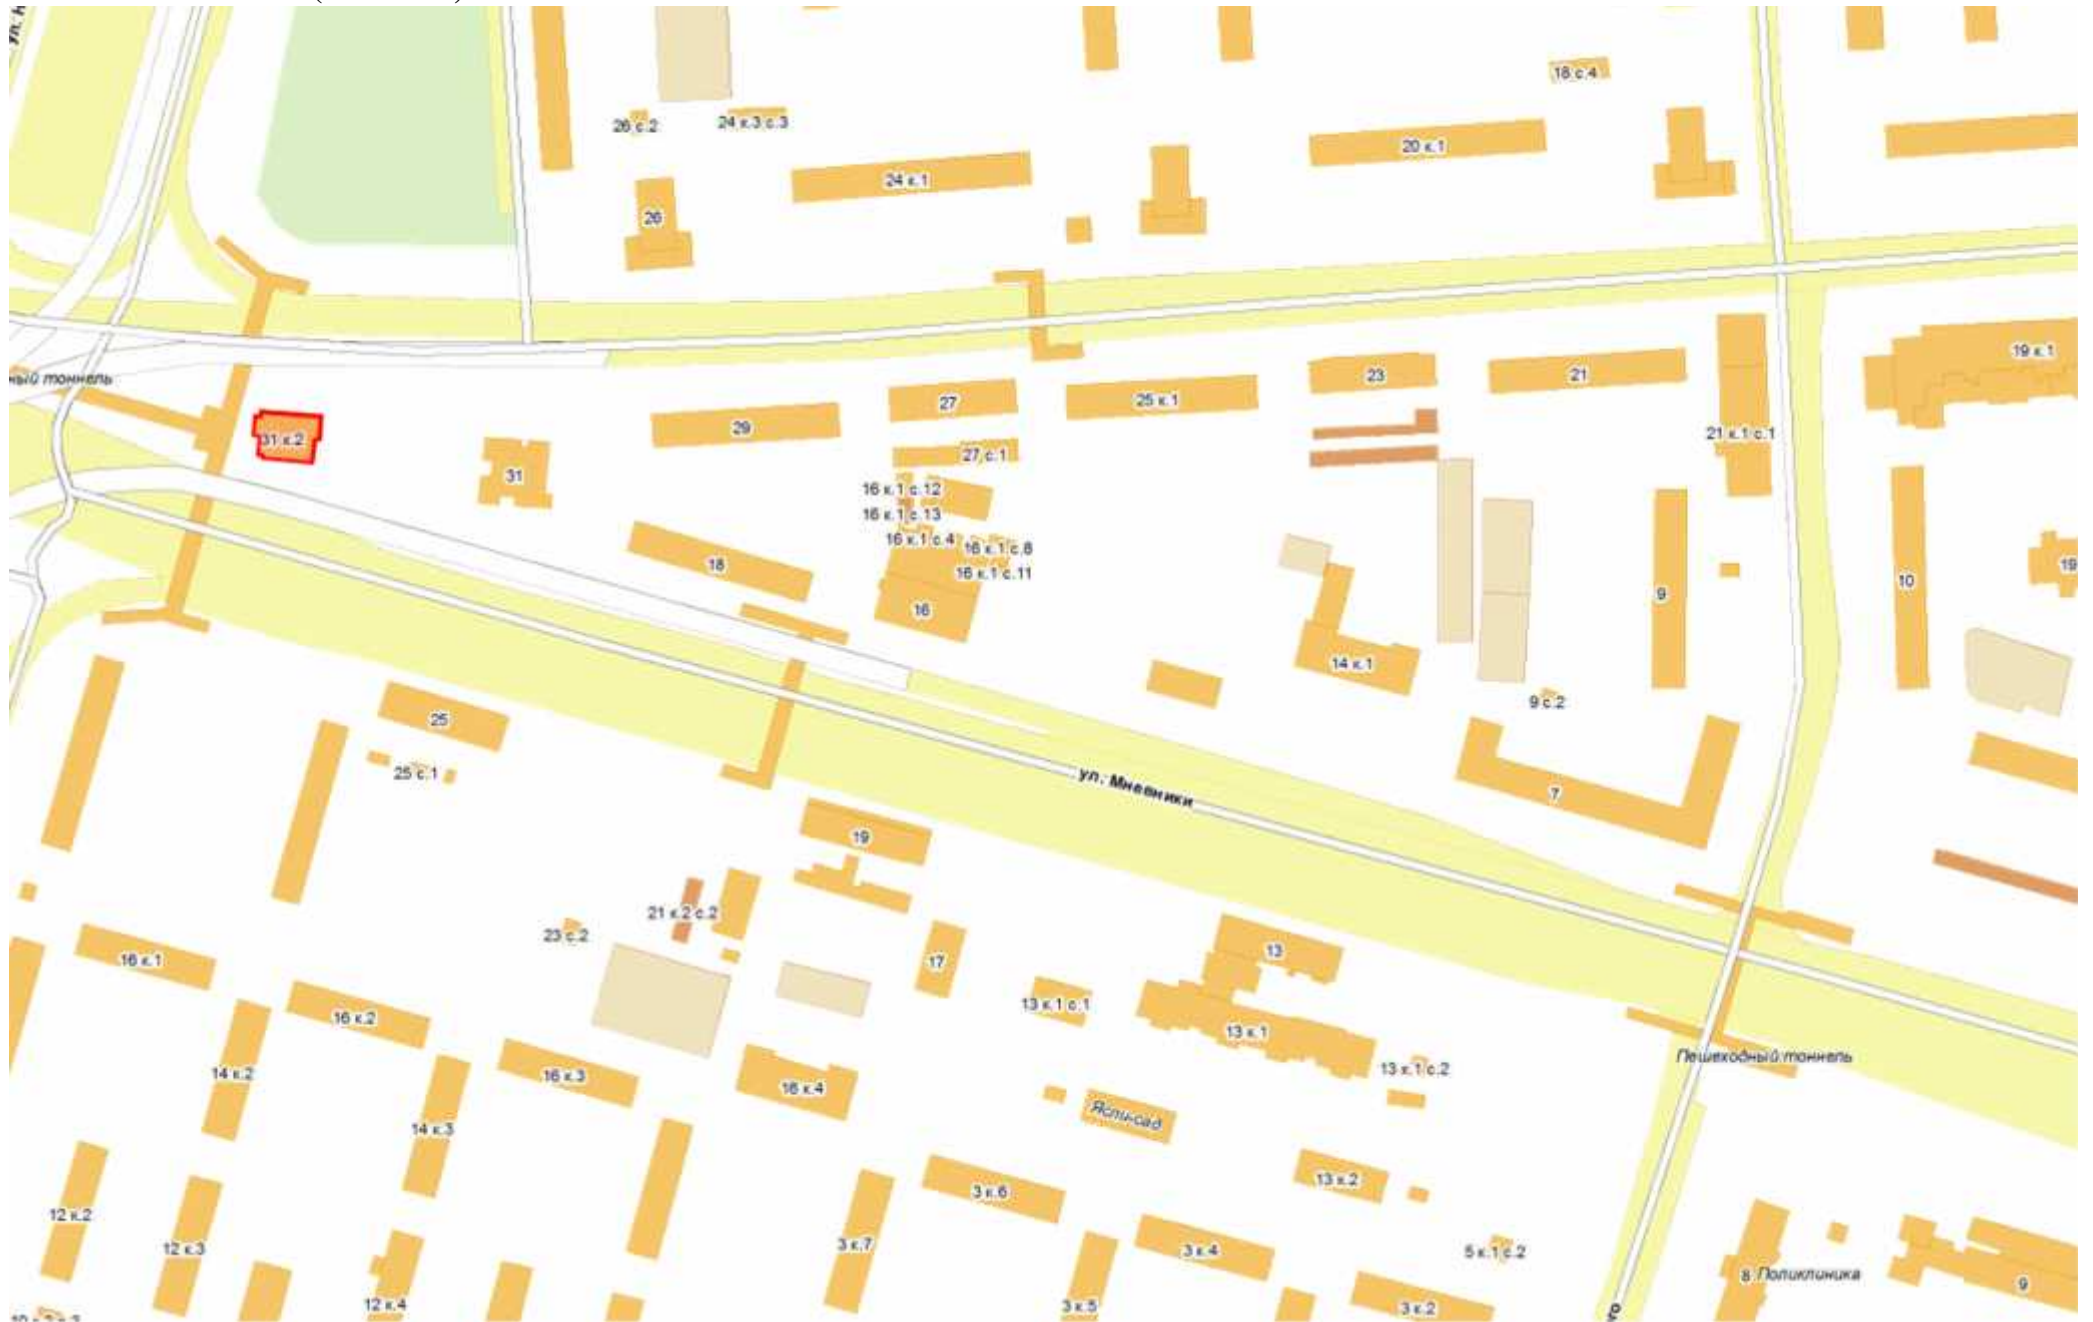 18 с.4
26 с.2
24 к.3 с.3
20 к.1
24 к.1
26
19 к.1
ный тоннель
23
21
25 к.1
27
29
31 к.2
21 к.1 с.1
27 с.1
31
16 к.1 с.12
16 к.1 с.13
16 к.1 с.4
16 к.1 с.8
18
16 к.1 с.11
19
10
9
16
14 к.1
9 с.2
25
25 с.1
ул. Мневники
7
19
21 к.2 с.2
23 с.2
13
16 к.1
17
13 к.1 с.1
16 к.2
13 к.1
Пешеходный тоннель
14 к.2
16 к.3
16 к.4
13 к.1 с.2
Ясли-сад
14 к.3
13 к.2
3 к.6
12 к.2
12 к.3
3 к.7
3 к.4
5 к.1 с.2
8 Поликлиника
9
12 к.4
3 к.5
3 к.2